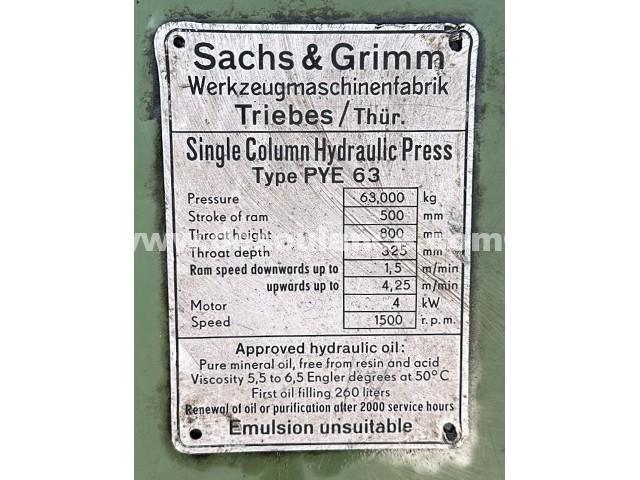 Sachs & Grimm
Werkzeugmaschinenfabrik
Triebes/Thür.
Single Column Hydraulic Press
Type PYE 63
Pressure 63,000 kg
Stroke of ram 500 mm
Throat height 800 mm
Throat depth 325 mm
Ram speed downwards up to 1,5 m/min
upwards up to 4,25 m/min
Motor 4 kW
Speed 1500 r.p.m.
Approved hydraulic oil:
Pure mineral oil, free from resin and acid
Viscosity 5,5 to 6,5 Engler degrees at 50°C
First oil filling 260 liters
Renewal of oil or purification after 2000 service hours
Emulsion unsuitable